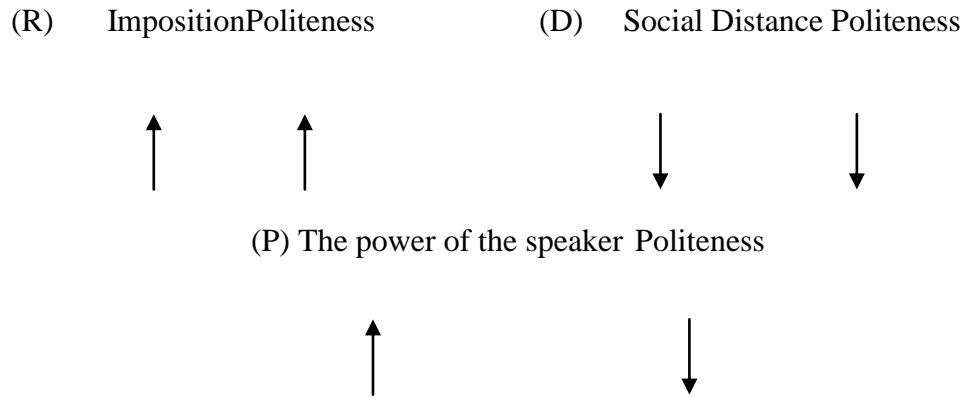 (R) ImpositionPoliteness (D) Social Distance Politeness
(P) The power of the speaker Politeness